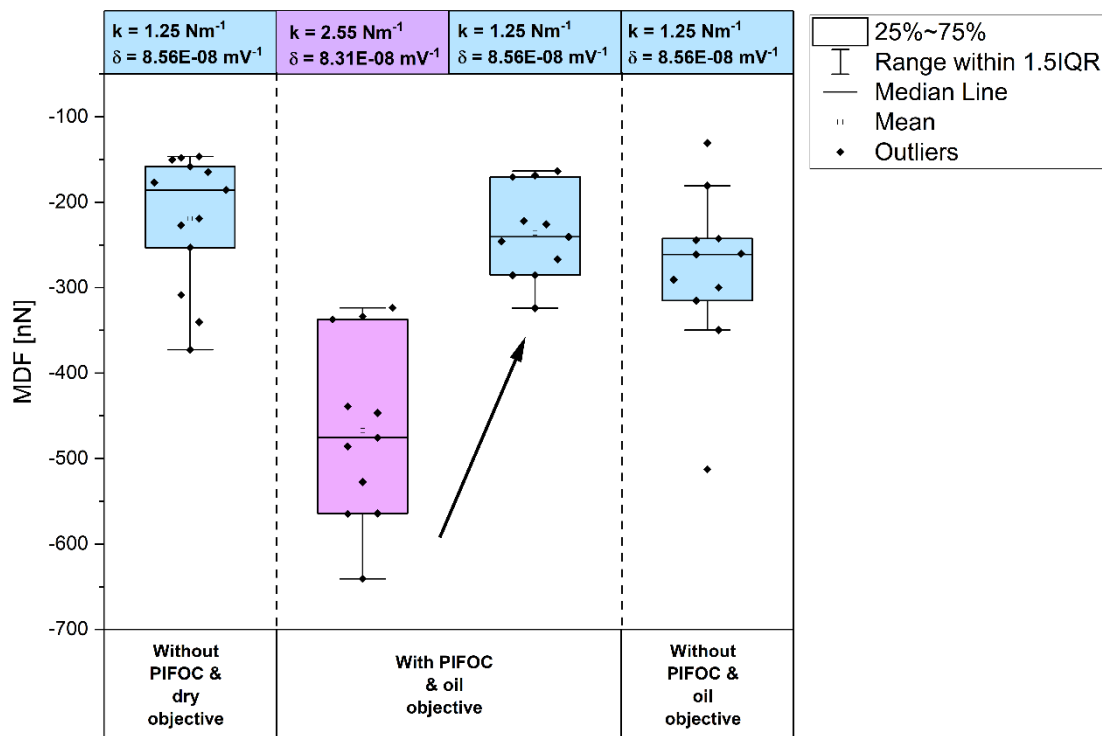 k = 1.25 Nm⁻¹
δ = 8.56E-08 mV⁻¹
k = 2.55 Nm⁻¹
δ = 8.31E-08 mV⁻¹
k = 1.25 Nm⁻¹
δ = 8.56E-08 mV⁻¹
k = 1.25 Nm⁻¹
δ = 8.56E-08 mV⁻¹
25%~75%
Range within 1.5IQR
Median Line
Mean
Outliers
MDF [nN]
-100
-200
-300
-400
-500
-600
-700
Without
PIFOC &
dry
objective
With PIFOC
& oil
objective
Without
PIFOC &
oil
objective